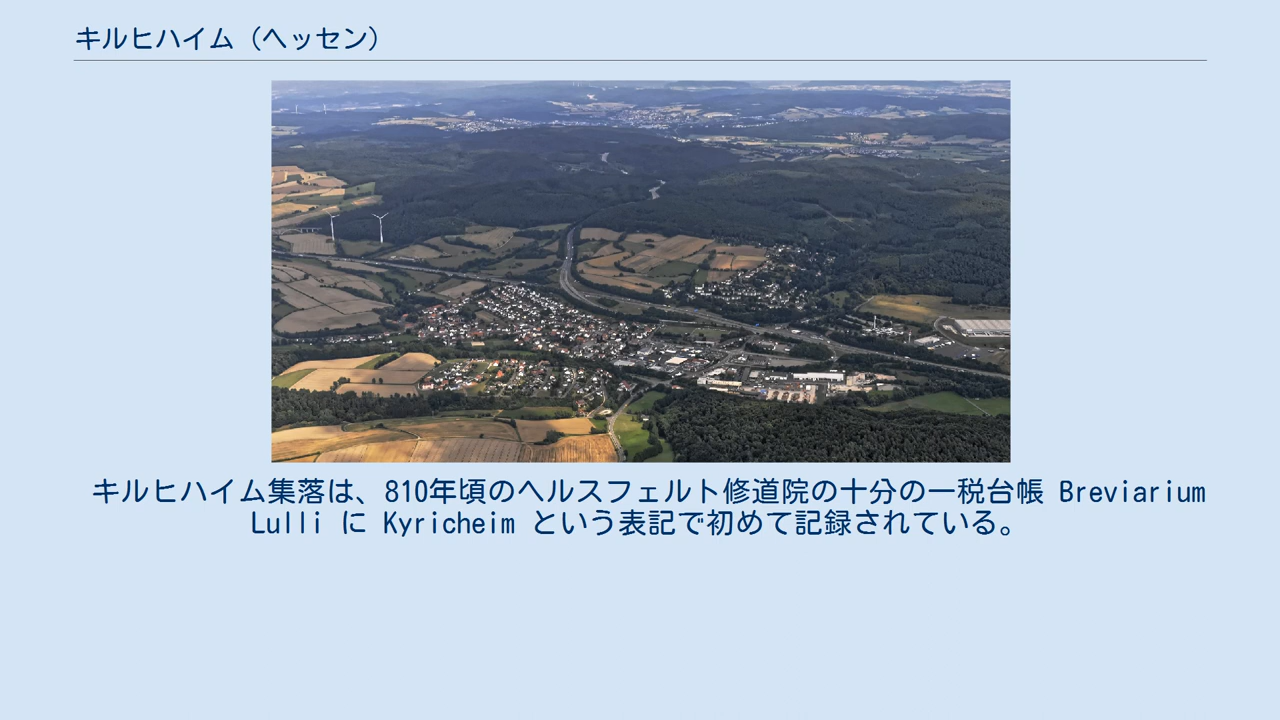 キルヒハイム（ヘッセン）
キルヒハイム集落は、810年頃のヘルスフェルト修道院の十分の一税台帳 Breviarium
Lulli に Kyricheim という表記で初めて記録されている。